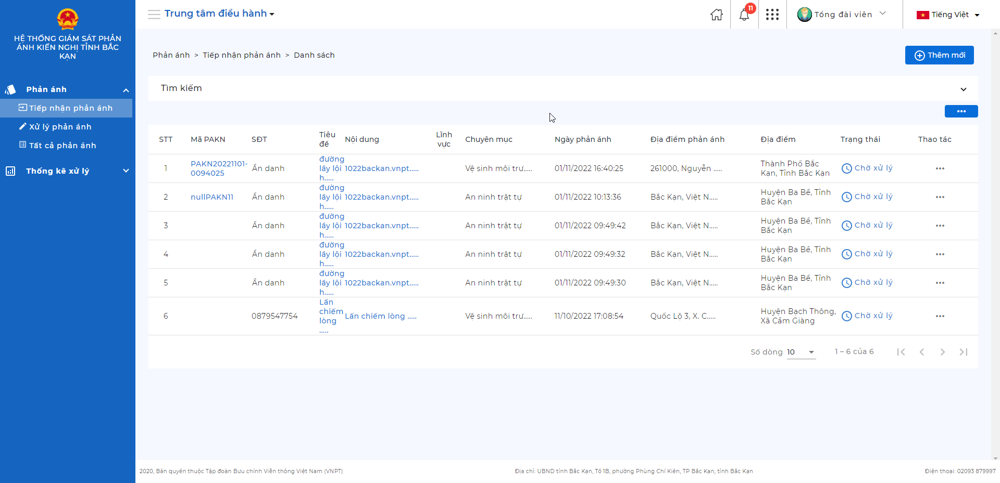 HỆ THỐNG GIÁM SÁT PHẢN
ÁNH KIẾN NGHỊ TỈNH BẮC
KẠN
Phản ánh
Tiếp nhận phản ánh
Xử lý phản ánh
Tất cả phản ánh
Thống kê xử lý
Trung tâm điều hành
11
Tổng đài viên
Tiếng Việt
Phản ánh > Tiếp nhận phản ánh > Danh sách
Thêm mới
Tìm kiếm
STT Mã PAKN SĐT Tiêu đề Nội dung Lĩnh vực Chuyên mục Ngày phản ánh Địa điểm phản ánh Địa điểm Trạng thái Thao tác
1 PAKN20221101-0094025 Ẩn danh đường lầy lội h..... 1022backan.vnpt..... Vệ sinh môi trư..... 01/11/2022 16:40:25 261000, Nguyễn ..... Thành Phố Bắc Kạn, Tỉnh Bắc Kạn Chờ xử lý
2 nullPAKN11 Ẩn danh đường lầy lội h..... 1022backan.vnpt..... An ninh trật tự 01/11/2022 10:13:36 Bắc Kạn, Việt N..... Huyện Ba Bể, Tỉnh Bắc Kạn Chờ xử lý
3 Ẩn danh đường lầy lội h..... 1022backan.vnpt..... An ninh trật tự 01/11/2022 09:49:42 Bắc Kạn, Việt N..... Huyện Ba Bể, Tỉnh Bắc Kạn Chờ xử lý
4 Ẩn danh đường lầy lội h..... 1022backan.vnpt..... An ninh trật tự 01/11/2022 09:49:32 Bắc Kạn, Việt N..... Huyện Ba Bể, Tỉnh Bắc Kạn Chờ xử lý
5 Ẩn danh đường lầy lội h..... 1022backan.vnpt..... An ninh trật tự 01/11/2022 09:49:30 Bắc Kạn, Việt N..... Huyện Ba Bể, Tỉnh Bắc Kạn Chờ xử lý
6 0879547754 Lấn chiếm lòng ..... Lấn chiếm lòng ..... Vệ sinh môi trư..... 11/10/2022 17:08:54 Quốc Lộ 3, X. C..... Huyện Bạch Thông, Xã Cẩm Giàng Chờ xử lý
Số dòng 10 1 – 6 của 6
2020, Bản quyền thuộc Tập đoàn Bưu chính Viễn thông Việt Nam (VNPT)
Địa chỉ: UBND tỉnh Bắc Kạn, Tổ 1B, phường Phùng Chí Kiên, TP Bắc Kạn, tỉnh Bắc Kạn
Điện thoại: 02093 879997